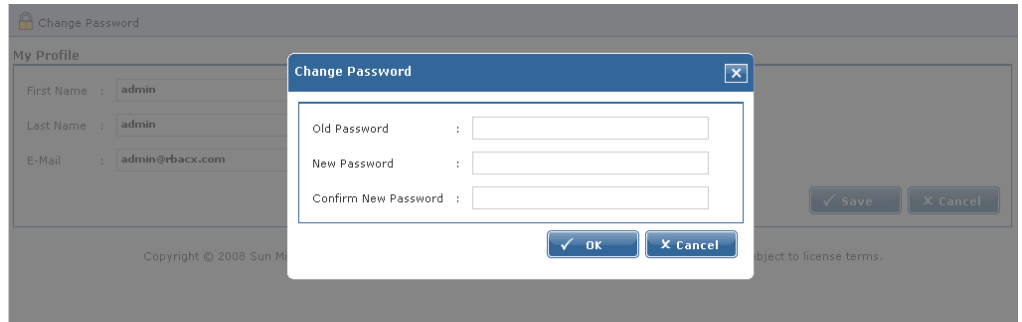 Change Password
My Profile
First Name : admin
Last Name : admin
E-Mail : admin@rbacx.com
Save Cancel
Copyright © 2008 Sun Mi
bject to license terms.
Change Password
Old Password :
New Password :
Confirm New Password :
OK Cancel